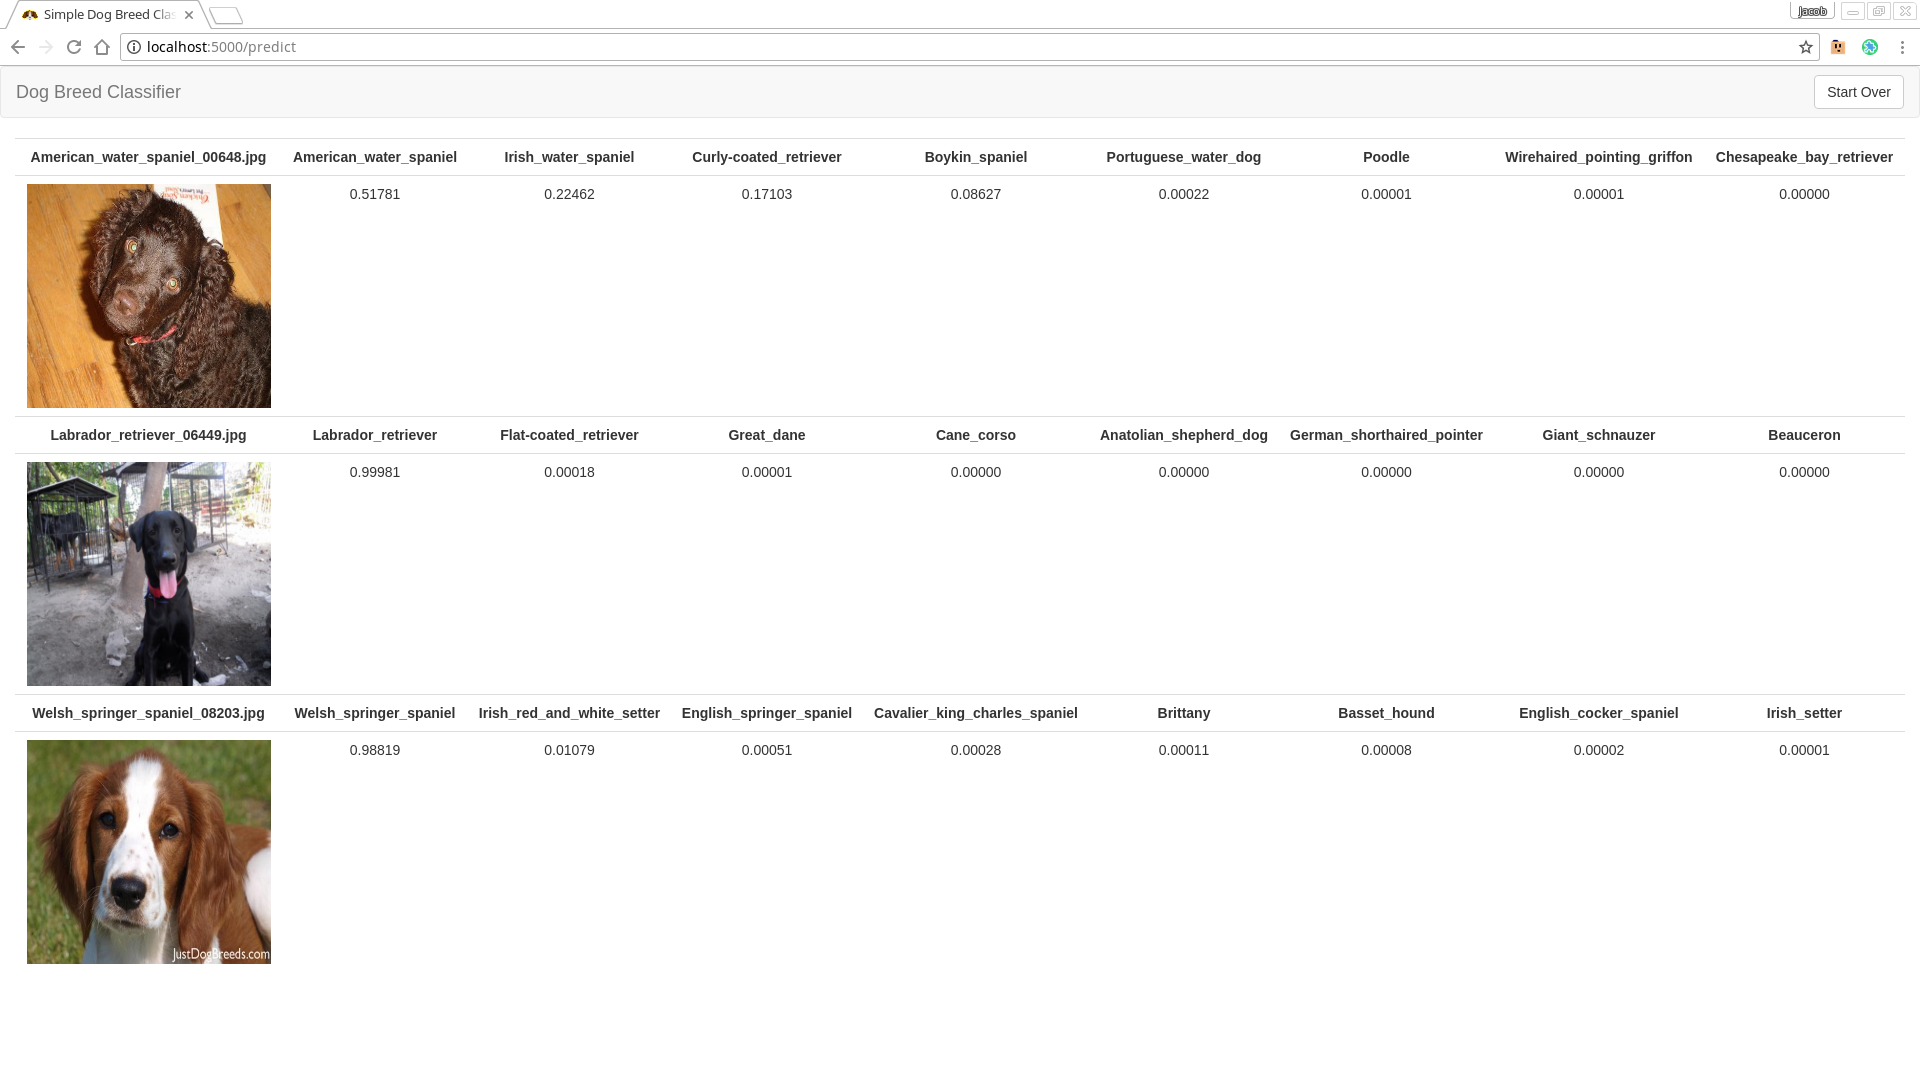 Simple Dog Breed Clas
Jacob
localhost:5000/predict
Dog Breed Classifier
Start Over
American_water_spaniel_00648.jpg American_water_spaniel Irish_water_spaniel Curly-coated_retriever Boykin_spaniel Portuguese_water_dog Poodle Wirehaired_pointing_griffon Chesapeake_bay_retriever
0.51781 0.22462 0.17103 0.08627 0.00022 0.00001 0.00001 0.00000
Labrador_retriever_06449.jpg Labrador_retriever Flat-coated_retriever Great_dane Cane_corso Anatolian_shepherd_dog German_shorthaired_pointer Giant_schnauzer Beauceron
0.99981 0.00018 0.00001 0.00000 0.00000 0.00000 0.00000 0.00000
Welsh_springer_spaniel_08203.jpg Welsh_springer_spaniel Irish_red_and_white_setter English_springer_spaniel Cavalier_king_charles_spaniel Brittany Basset_hound English_cocker_spaniel Irish_setter
0.98819 0.01079 0.00051 0.00028 0.00011 0.00008 0.00002 0.00001
JustDogBreeds.com